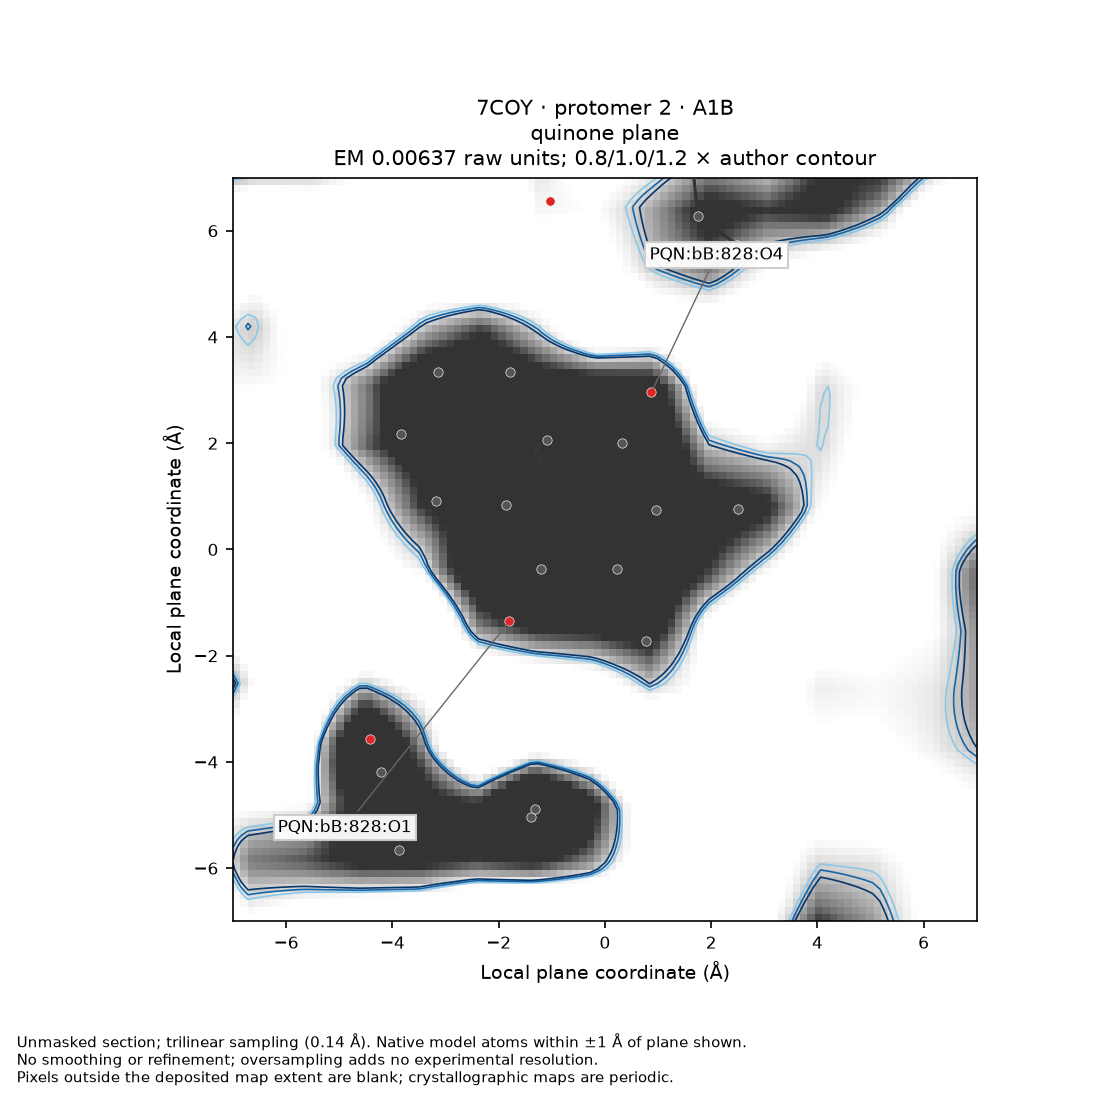 7COY · protomer 2 · A1B
quinone plane
EM 0.00637 raw units; 0.8/1.0/1.2 × author contour
PQN:bB:828:O4
PQN:bB:828:O1
Local plane coordinate (Å)
6
4
2
0
−2
−4
−6
−6 −4 −2 0 2 4 6
Local plane coordinate (Å)
Unmasked section; trilinear sampling (0.14 Å). Native model atoms within ±1 Å of plane shown.
No smoothing or refinement; oversampling adds no experimental resolution.
Pixels outside the deposited map extent are blank; crystallographic maps are periodic.